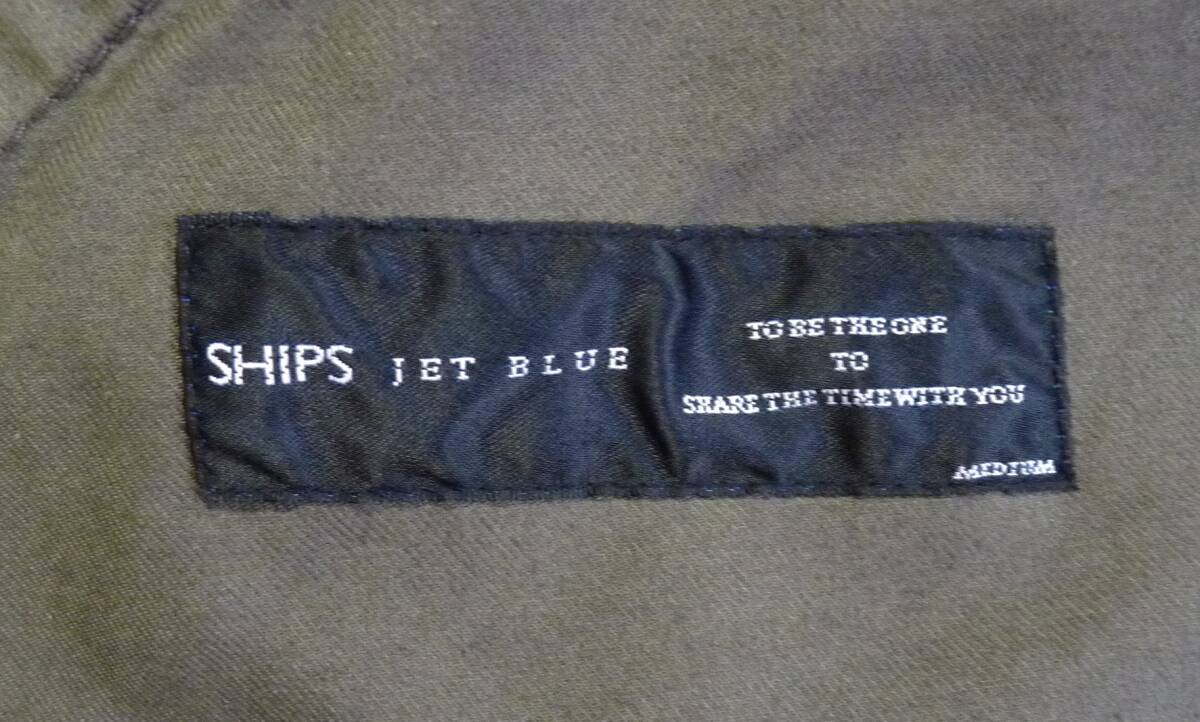 SHIPS JET BLUE
TO BE THE ONE
TO
SHARE THE TIME WITH YOU
MEDIUM